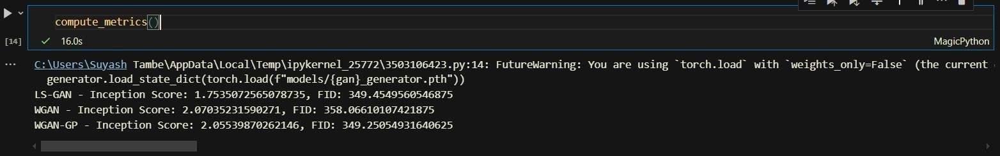 compute_metrics()
[14]
16.0s
MagicPython
C:\Users\Suyash Tambe\AppData\Local\Temp\ipykernel_25772\3503106423.py:14: FutureWarning: You are using `torch.load` with `weights_only=False` (the current
generator.load_state_dict(torch.load(f"models/{gan}_generator.pth"))
LS-GAN - Inception Score: 1.7535072565078735, FID: 349.4549560546875
WGAN - Inception Score: 2.07035231590271, FID: 358.06610107421875
WGAN-GP - Inception Score: 2.05539870262146, FID: 349.25054931640625